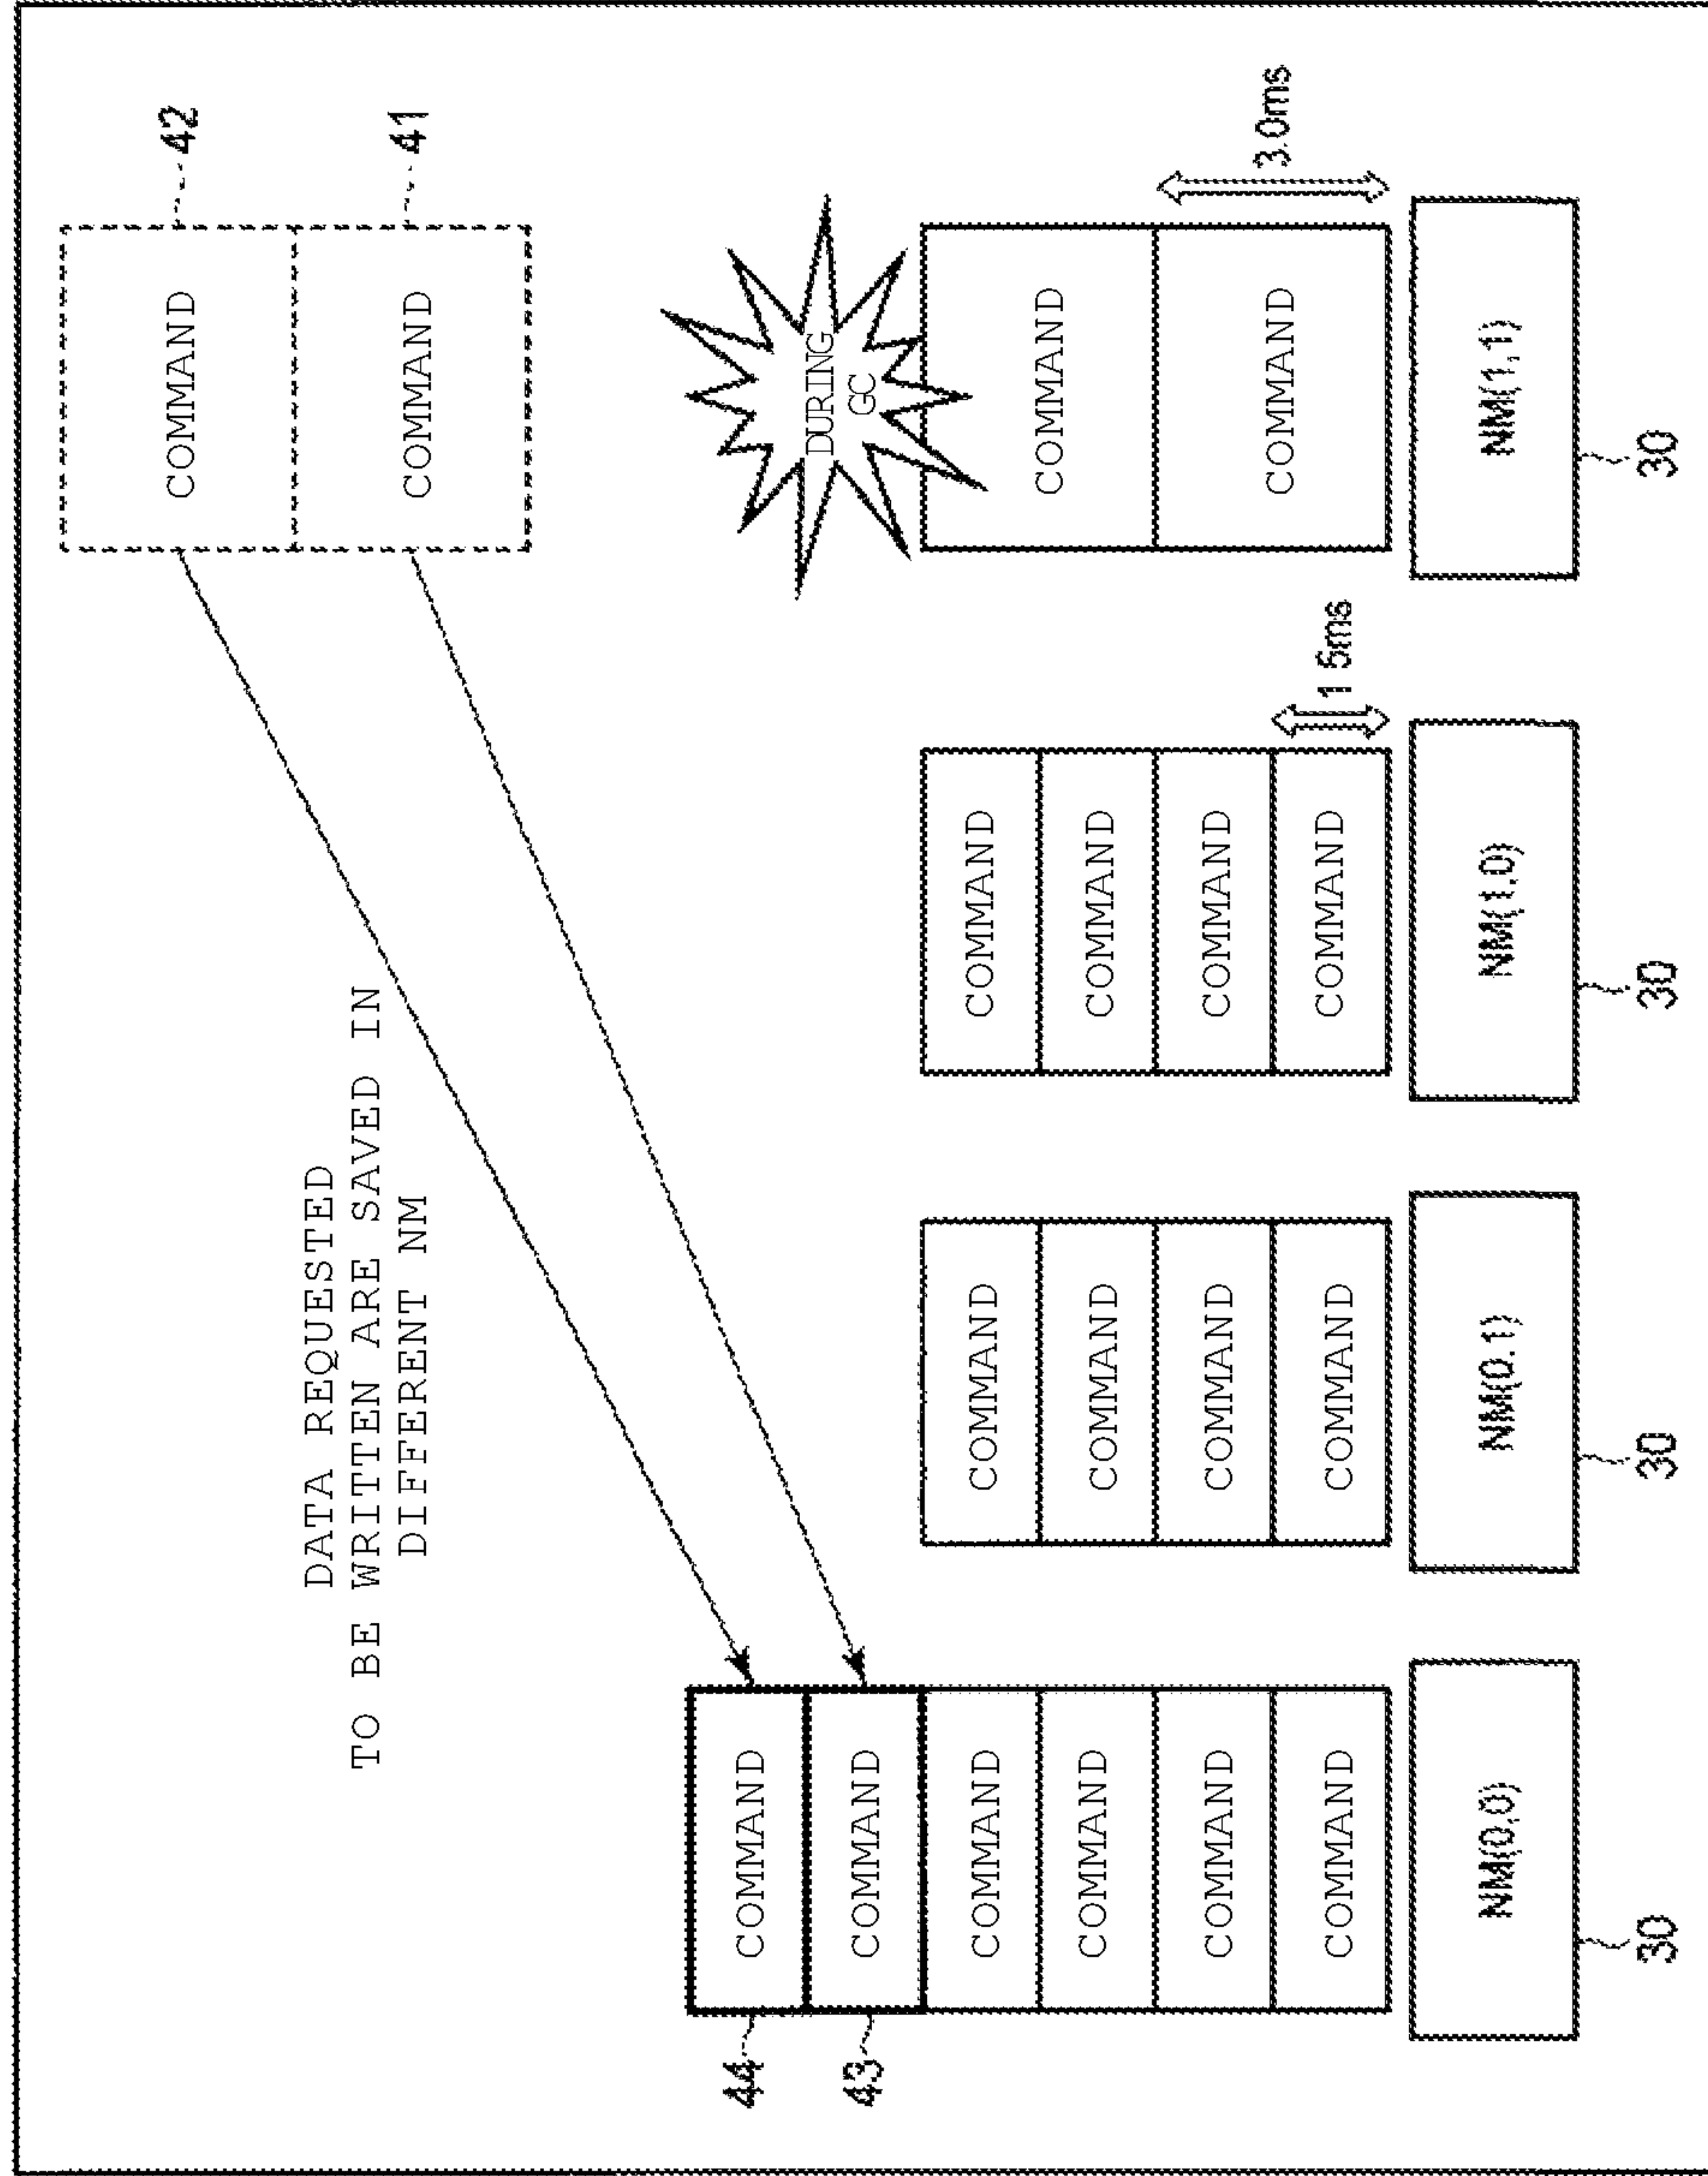 COMMAND 42
DATA REQUESTED
TO BE WRITTEN ARE SAVED IN
DIFFERENT NM
COMMAND 41
44 COMMAND
DURING
GC
43 COMMAND
COMMAND COMMAND COMMAND
COMMAND
COMMAND COMMAND COMMAND
COMMAND COMMAND COMMAND
COMMAND 3.0ms
COMMAND COMMAND COMMAND 1 5ms
NM(0,0) NM(0.1) NM(1,0) NM(1,1)
30 30 30 30